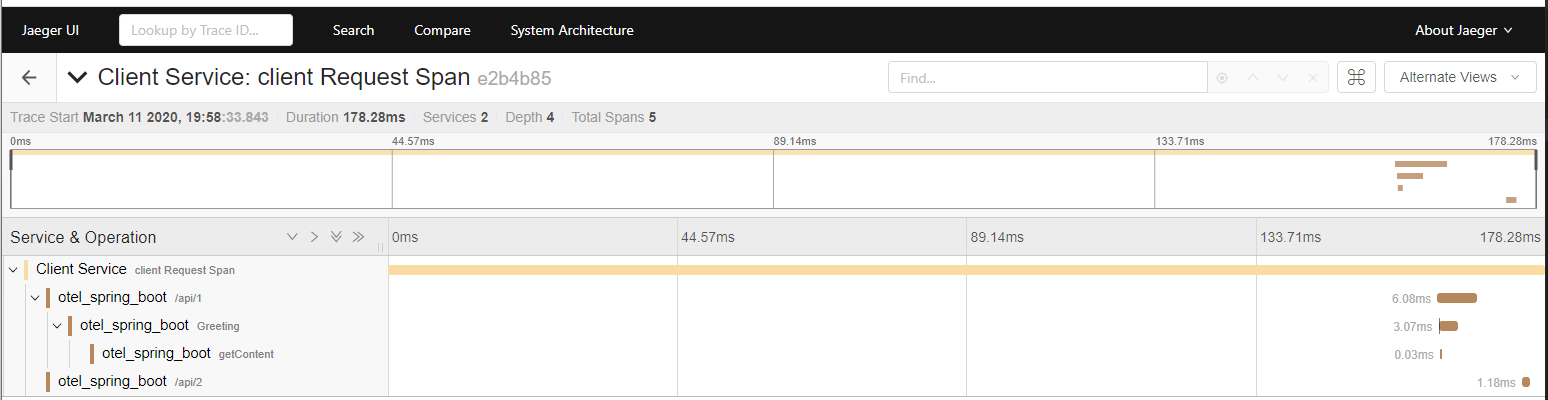 Jaeger UI Lookup by Trace ID... Search Compare System Architecture About Jaeger
Client Service: client Request Span e2b4b85 Find... Alternate Views
Trace Start March 11 2020, 19:58:33.843 Duration 178.28ms Services 2 Depth 4 Total Spans 5
0ms 44.57ms 89.14ms 133.71ms 178.28ms
Service & Operation 0ms 44.57ms 89.14ms 133.71ms 178.28ms
Client Service client Request Span
otel_spring_boot /api/1 6.08ms
otel_spring_boot Greeting 3.07ms
otel_spring_boot getContent 0.03ms
otel_spring_boot /api/2 1.18ms